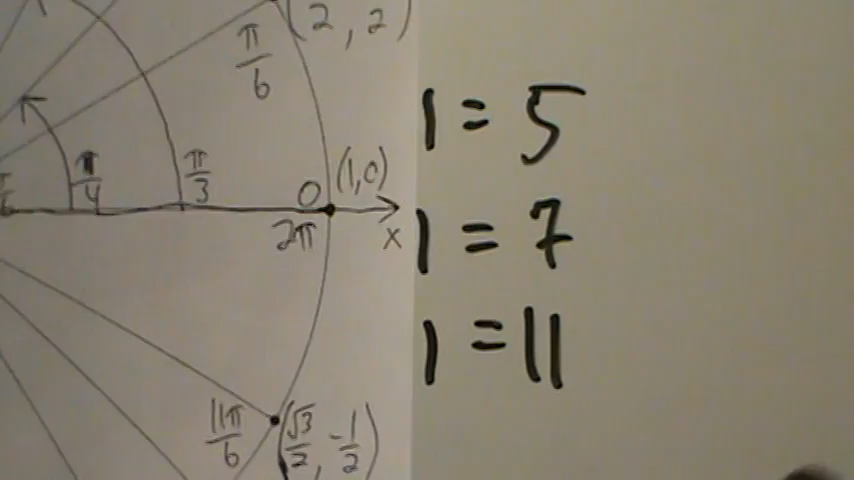 (2, 2)
π/6
π/4
π/3
0
(1,0)
2π
x
11π/6
(√3/2, -1/2)
1 = 5
1 = 7
1 = 11